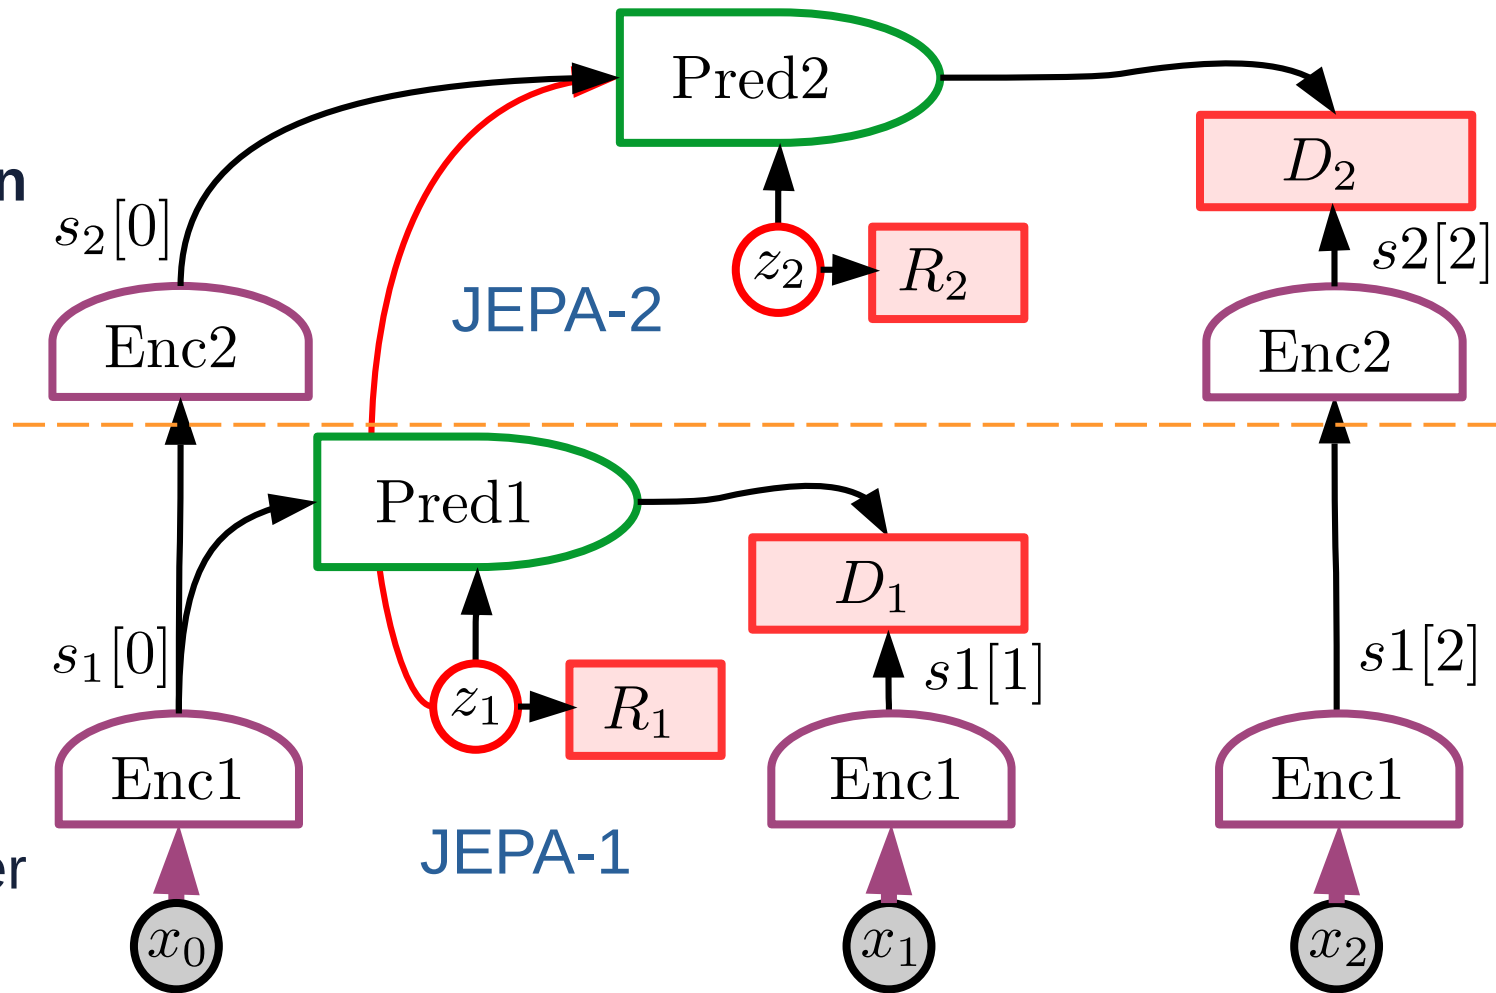 Pred2
n
D₂
s₂[0]
s2[2]
z₂
R₂
JEPA-2
Enc2
Enc2
Pred1
D₁
s₁[0]
s1[1]
s1[2]
z₁
R₁
Enc1
Enc1
Enc1
JEPA-1
er
x₀
x₁
x₂